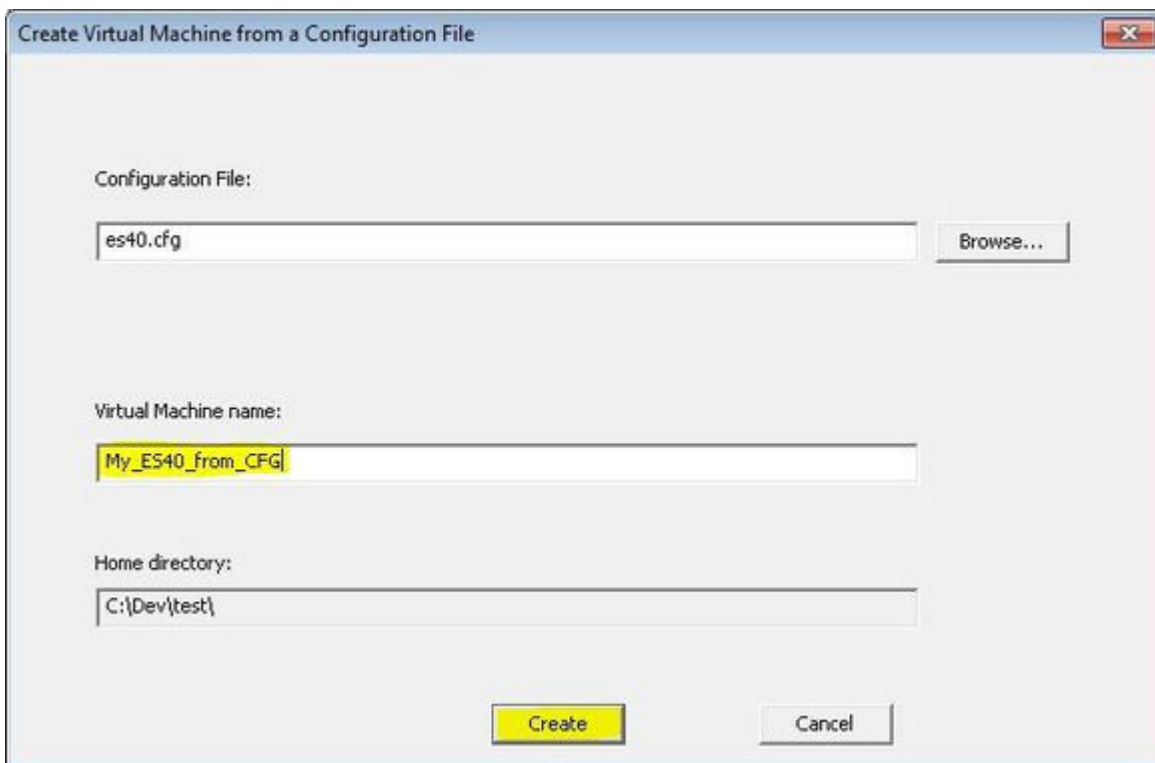 Create Virtual Machine from a Configuration File
Configuration File:
es40.cfg
Browse...
Virtual Machine name:
My_ES40_from_CFG
Home directory:
C:\Dev\test\
Create
Cancel